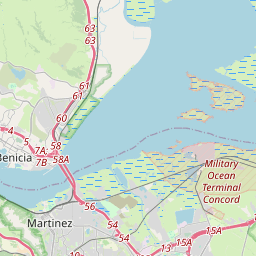 63
63
61
61
60
4
5
58
7A;
7B
58A
Benicia
56
54
54
Martinez
Military
Ocean
Terminal
Concord
13
15A
15A